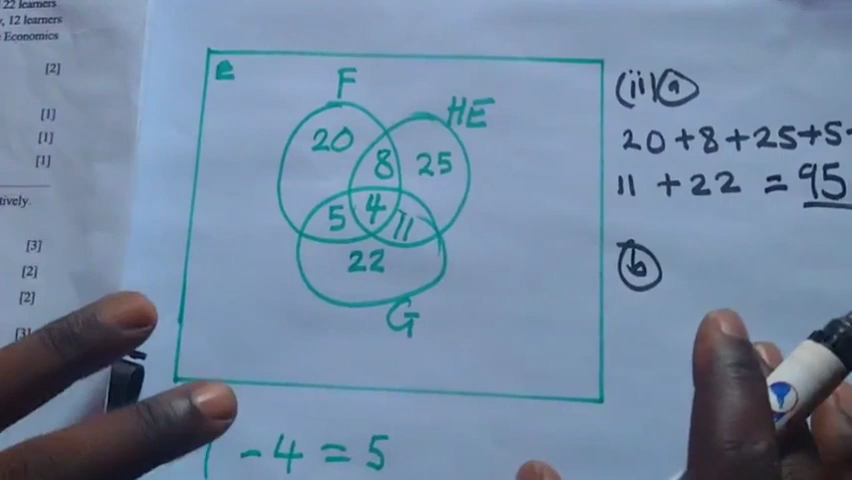 22 learners
, 12 learners
Economics
[2]
[1]
[1]
[1]
tively.
[3]
[2]
[2]
[3]
F
HE
20
8
25
5
4
11
22
G
(ii) a
20+8+25+5+
11 + 22 = 95
b
- 4 = 5